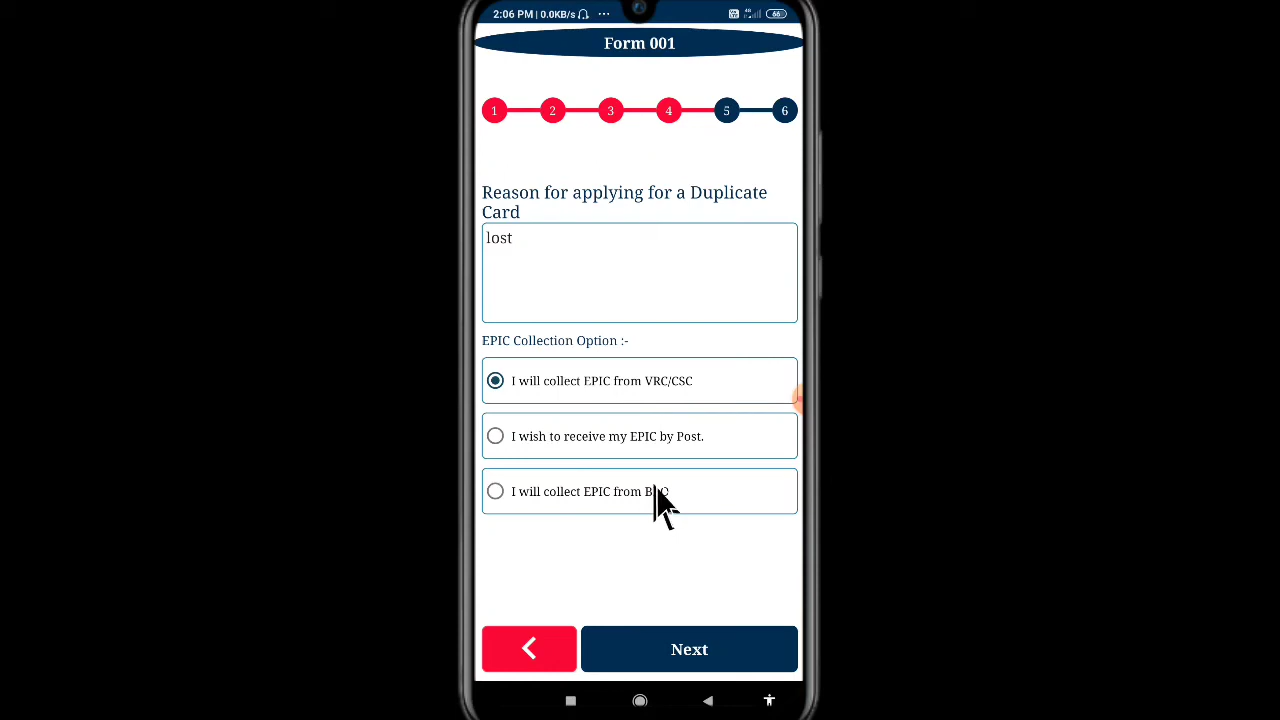 2:06 PM | 0.0KB/s ... 4G 66
Form 001
1 2 3 4 5 6
Reason for applying for a Duplicate
Card
lost
EPIC Collection Option :-
I will collect EPIC from VRC/CSC
I wish to receive my EPIC by Post.
I will collect EPIC from
Next